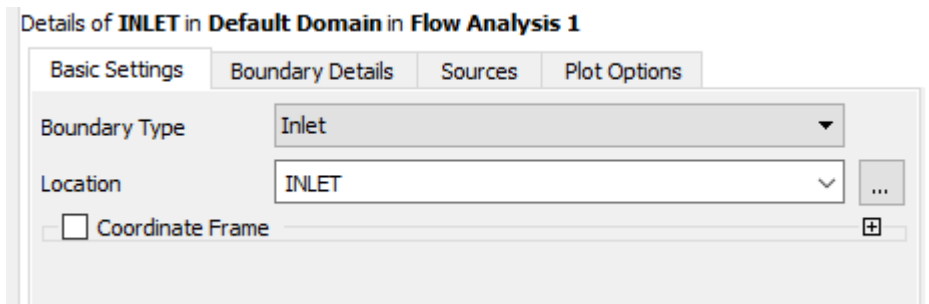 Details of INLET in Default Domain in Flow Analysis 1
Basic Settings Boundary Details Sources Plot Options
Boundary Type Inlet
Location INLET ...
Coordinate Frame